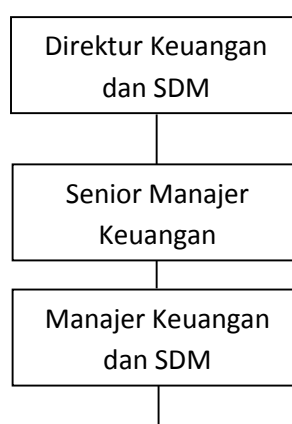 Direktur Keuangan
dan SDM
Senior Manajer
Keuangan
Manajer Keuangan
dan SDM